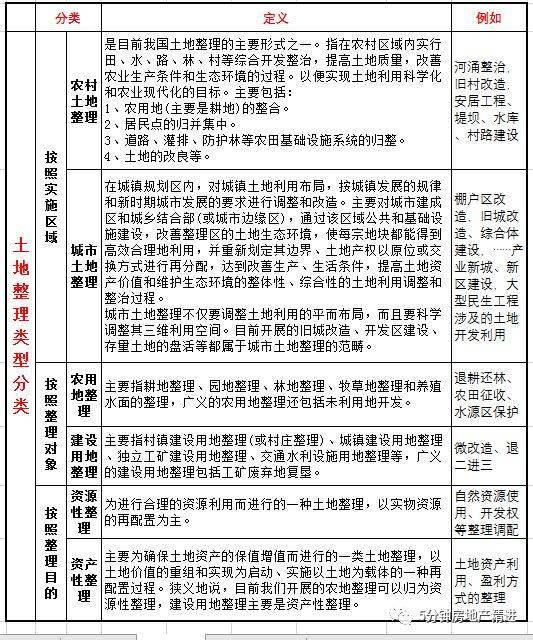 分类
定义
例如
土地整理类型分类
按照实施区域
农村
土地
整理
是目前我国土地整理的主要形式之一。指在农村区域内实行
田、水、路、林、村等综合开发整治，提高土地质量，改善
农业生产条件和生态环境的过程。以便实现土地利用科学化
和农业现代化的目标。主要包括：
1、农用地(主要是耕地)的整合。
2、居民点的归并集中。
3、道路、灌排、防护林等农田基础设施系统的归整。
4、土地的改良等。
河涌整治，
旧村改造，
安居工程、
堤坝、水库
、村路建设
城市
土地
整理
在城镇规划区内，对城镇土地利用布局，按城镇发展的规律
和新时期城市发展的要求进行调整和改造。主要对城市建成
区和城乡结合部(或城市边缘区)，通过该区域公共和基础设
施建设，改善整理区的土地生态环境，使每宗地块都能得到
高效合理地利用，并重新划定其边界、土地产权以原位或交
换方式进行再分配，达到改善生产、生活条件，提高土地资
产价值和维护生态环境的整体性、综合性的土地利用调整和
整治过程。
城市土地整理不仅要调整土地利用的平而布局，而且要科学
调整其三维利用空间。目前开展的旧城改造、开发区建设、
存量土地的盘活等都属于城市土地整理的范畴。
棚户区改
造，旧城改
造、综合体
建设，……产
业新城、新
区建设，大
型民生工程
涉及的土地
开发利用
按照整理对象
农用
地整理
主要指耕地整理、园地整理、林地整理、牧草地整理和养殖
水面的整理，广义的农用地整理还包括未利用地开发。
退耕还林、
农田征收、
水源区保护
建设用
地整理
主要指村镇建设用地整理(或村庄整理)、城镇建设用地整理
、独立工矿建设用地整理、交通水利设施用地整理等，广义
的建设用地整理包括工矿废弃地复垦。
微改造、退
二进三
按照整理目的
资源
性整理
为进行合理的资源利用而进行的一种土地整理，以实物资源
的再配置为主。
自然资源使
用、开发权
等整理调配
资产
性整理
主要为确保土地资产的保值增值而进行的一类土地整理，以
土地价值的重组和实现为启动、实施以土地为载体的一种再
配置过程。狭义地说，目前我们开展的农地整理可以归为资
源性整理，建设用地整理主要是资产性整理。
土地资产利
用、盈利方
式的整理
5分钟房地产精进